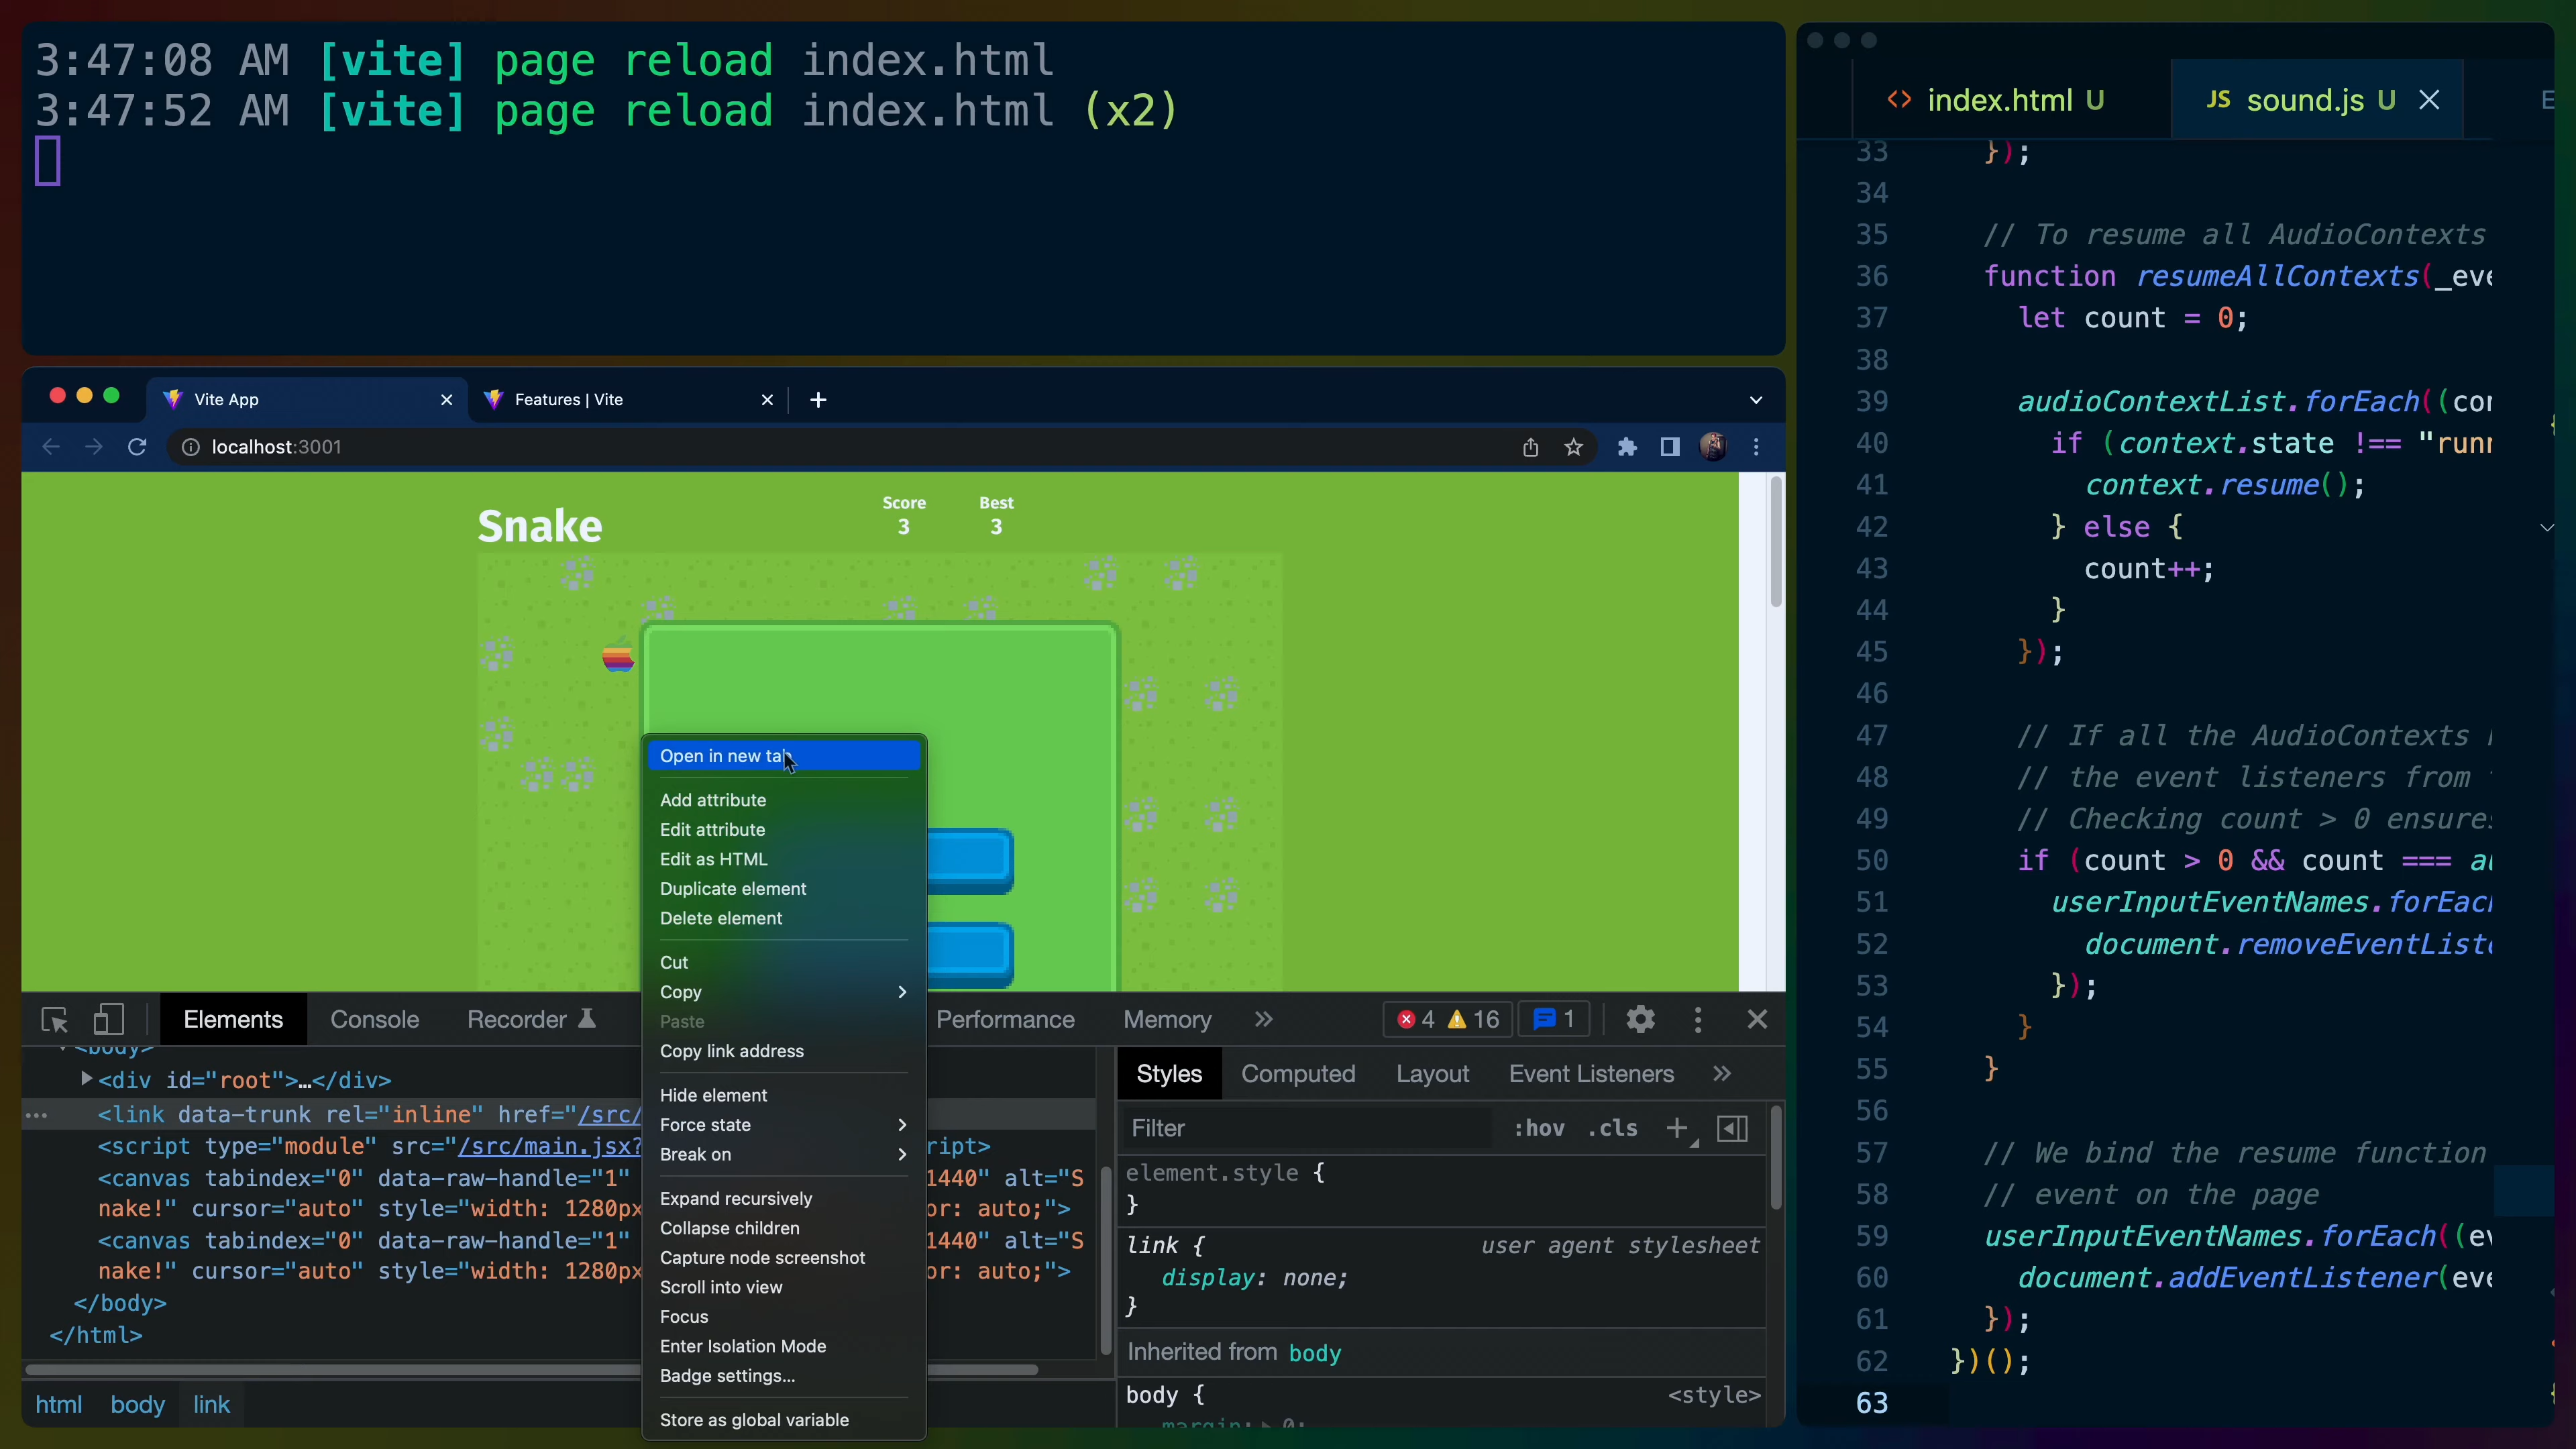 3:47:08 AM [vite] page reload index.html
3:47:52 AM [vite] page reload index.html (x2)
Vite App
Features | Vite
localhost:3001
Snake
Score
3
Best
3
Open in new tab
Add attribute
Edit attribute
Edit as HTML
Duplicate element
Delete element
Cut
Copy
Paste
Copy link address
Hide element
Force state
Break on
Expand recursively
Collapse children
Capture node screenshot
Scroll into view
Focus
Enter Isolation Mode
Badge settings...
Store as global variable
Elements
Console
Recorder
Performance
Memory
4
16
1
<body>
<div id="root">…</div>
<link data-trunk rel="inline" href="/src/
<script type="module" src="/src/main.jsx? ript>
<canvas tabindex="0" data-raw-handle="1" 1440" alt="S
nake!" cursor="auto" style="width: 1280px or: auto;">
<canvas tabindex="0" data-raw-handle="1" 1440" alt="S
nake!" cursor="auto" style="width: 1280px or: auto;">
</body>
</html>
html body link
Styles
Computed
Layout
Event Listeners
Filter
:hov
.cls
element.style {
}
link {
user agent stylesheet
display: none;
}
Inherited from body
body {
<style>
margin: 0;
index.html U
JS sound.js U
33 });
34
35 // To resume all AudioContexts
36 function resumeAllContexts(_eve
37 let count = 0;
38
39 audioContextList.forEach((con
40 if (context.state !== "runn
41 context.resume();
42 } else {
43 count++;
44 }
45 });
46
47 // If all the AudioContexts
48 // the event listeners from
49 // Checking count > 0 ensures
50 if (count > 0 && count === au
51 userInputEventNames.forEach
52 document.removeEventListe
53 });
54 }
55 }
56
57 // We bind the resume function
58 // event on the page
59 userInputEventNames.forEach((ev
60 document.addEventListener(eve
61 });
62 })();
63